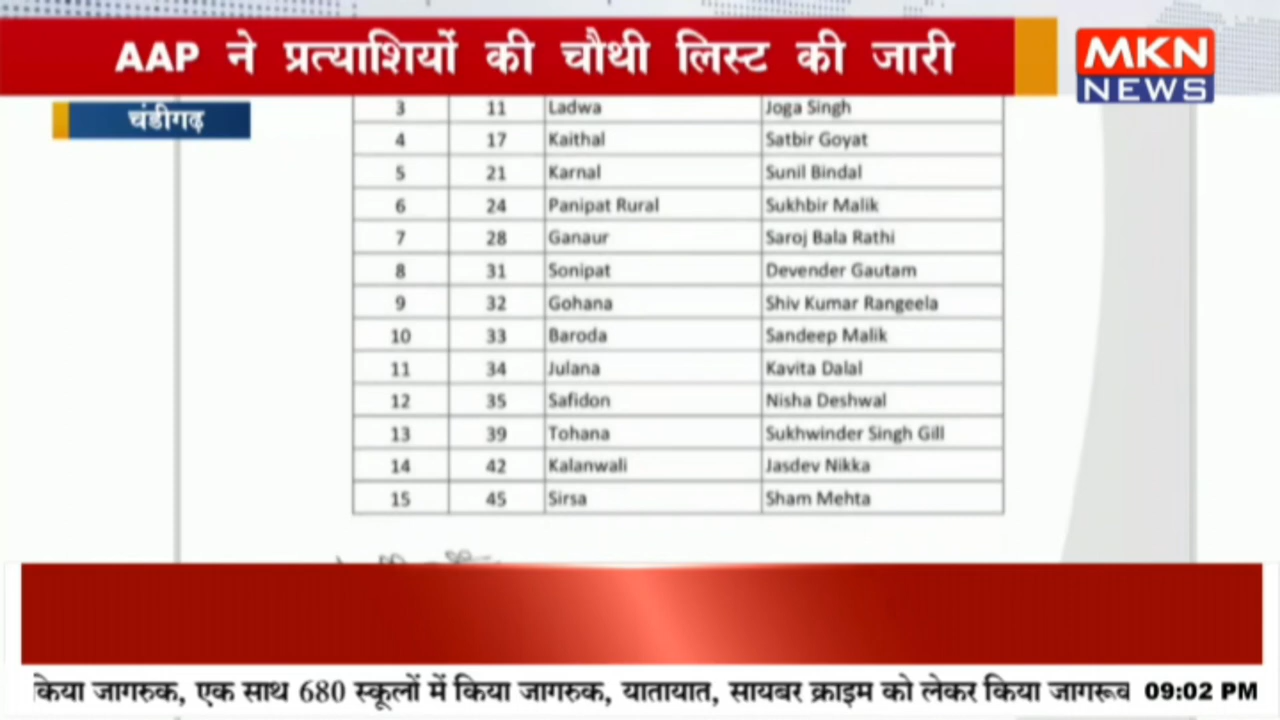 AAP ने प्रत्याशियों की चौथी लिस्ट की जारी
MKN
NEWS
चंडीगढ़
3 11 Ladwa Joga Singh
4 17 Kaithal Satbir Goyat
5 21 Karnal Sunil Bindal
6 24 Panipat Rural Sukhbir Malik
7 28 Ganaur Saroj Bala Rathi
8 31 Sonipat Devender Gautam
9 32 Gohana Shiv Kumar Rangeela
10 33 Baroda Sandeep Malik
11 34 Julana Kavita Dalal
12 35 Safidon Nisha Deshwal
13 39 Tohana Sukhwinder Singh Gill
14 42 Kalanwali Jasdev Nikka
15 45 Sirsa Sham Mehta
किया जागरुक, एक साथ 680 स्कूलों में किया जागरुक, यातायात, सायबर क्राइम को लेकर किया 09:02 PM